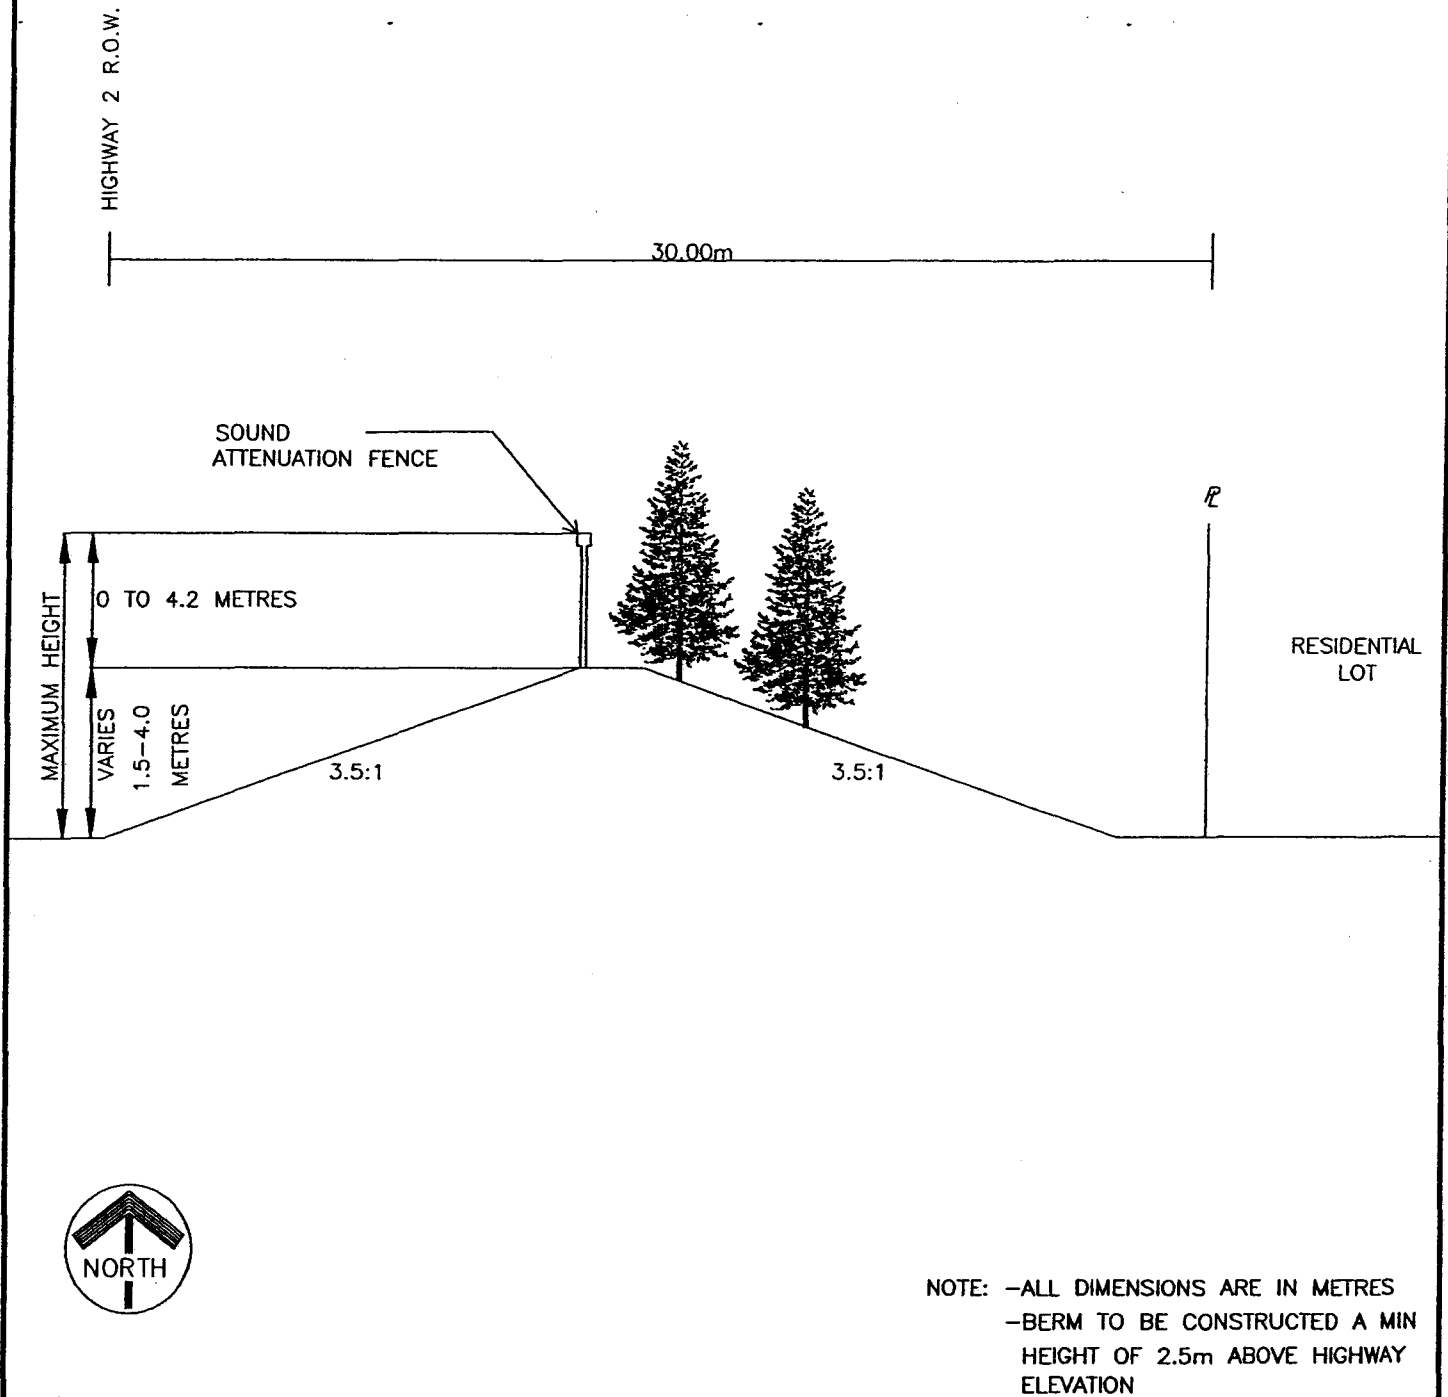 HIGHWAY 2 R.O.W.
30.00m
SOUND
ATTENUATION FENCE
PL
0 TO 4.2 METRES
MAXIMUM HEIGHT
VARIES
1.5-4.0
METRES
RESIDENTIAL
LOT
3.5:1
3.5:1
NORTH
NOTE: -ALL DIMENSIONS ARE IN METRES
-BERM TO BE CONSTRUCTED A MIN
HEIGHT OF 2.5m ABOVE HIGHWAY
ELEVATION